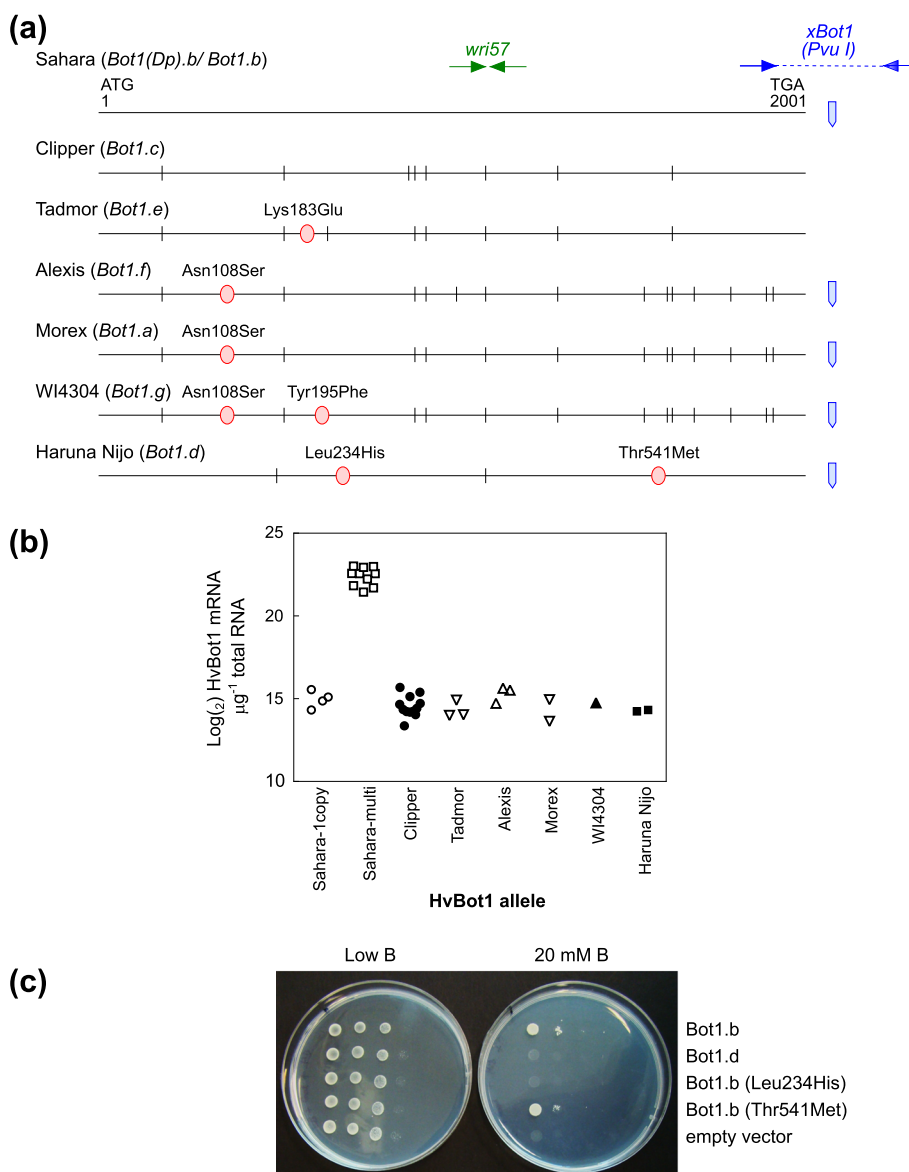 (a)
Sahara (Bot1(Dp).b/ Bot1.b)
wri57
xBot1
(Pvu I)
ATG
1
TGA
2001
Clipper (Bot1.c)
Tadmor (Bot1.e)
Lys183Glu
Alexis (Bot1.f)
Asn108Ser
Morex (Bot1.a)
Asn108Ser
WI4304 (Bot1.g)
Asn108Ser
Tyr195Phe
Haruna Nijo (Bot1.d)
Leu234His
Thr541Met
(b)
Log(₂) HvBot1 mRNA
µg⁻¹ total RNA
25
20
15
10
Sahara-1copy
Sahara-multi
Clipper
Tadmor
Alexis
Morex
WI4304
Haruna Nijo
HvBot1 allele
(c)
Low B
20 mM B
Bot1.b
Bot1.d
Bot1.b (Leu234His)
Bot1.b (Thr541Met)
empty vector